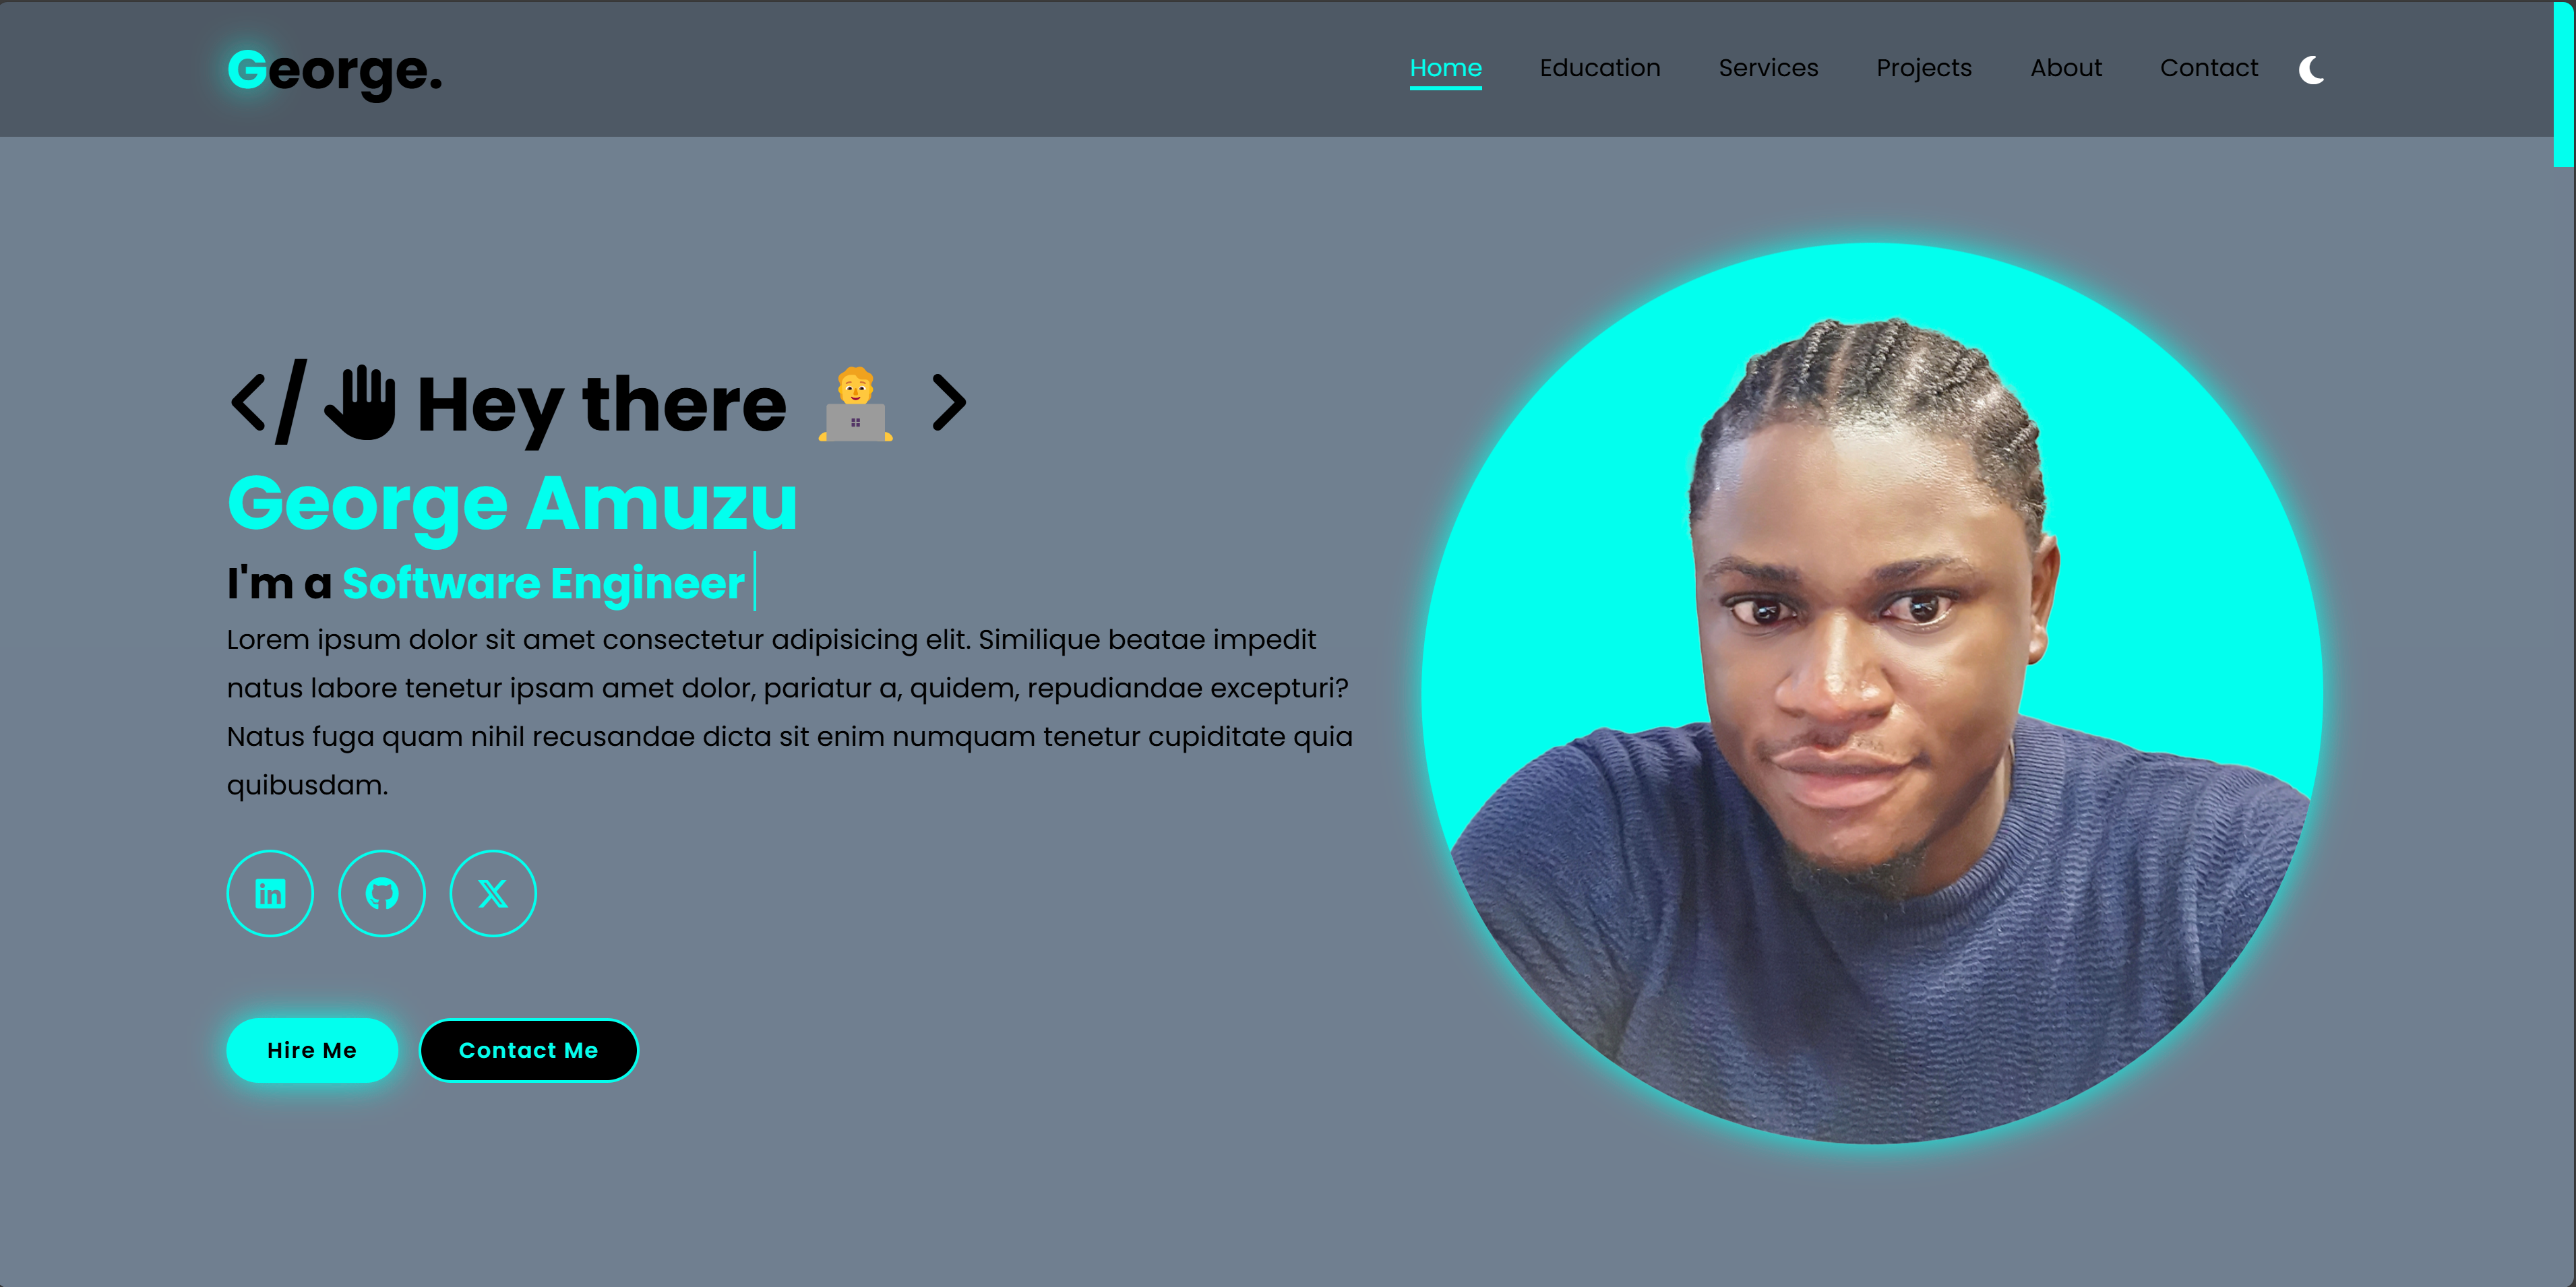 George.
Home Education Services Projects About Contact
</ Hey there >
George Amuzu
I'm a Software Engineer
Lorem ipsum dolor sit amet consectetur adipisicing elit. Similique beatae impedit
natus labore tenetur ipsam amet dolor, pariatur a, quidem, repudiandae excepturi?
Natus fuga quam nihil recusandae dicta sit enim numquam tenetur cupiditate quia
quibusdam.
Hire Me Contact Me